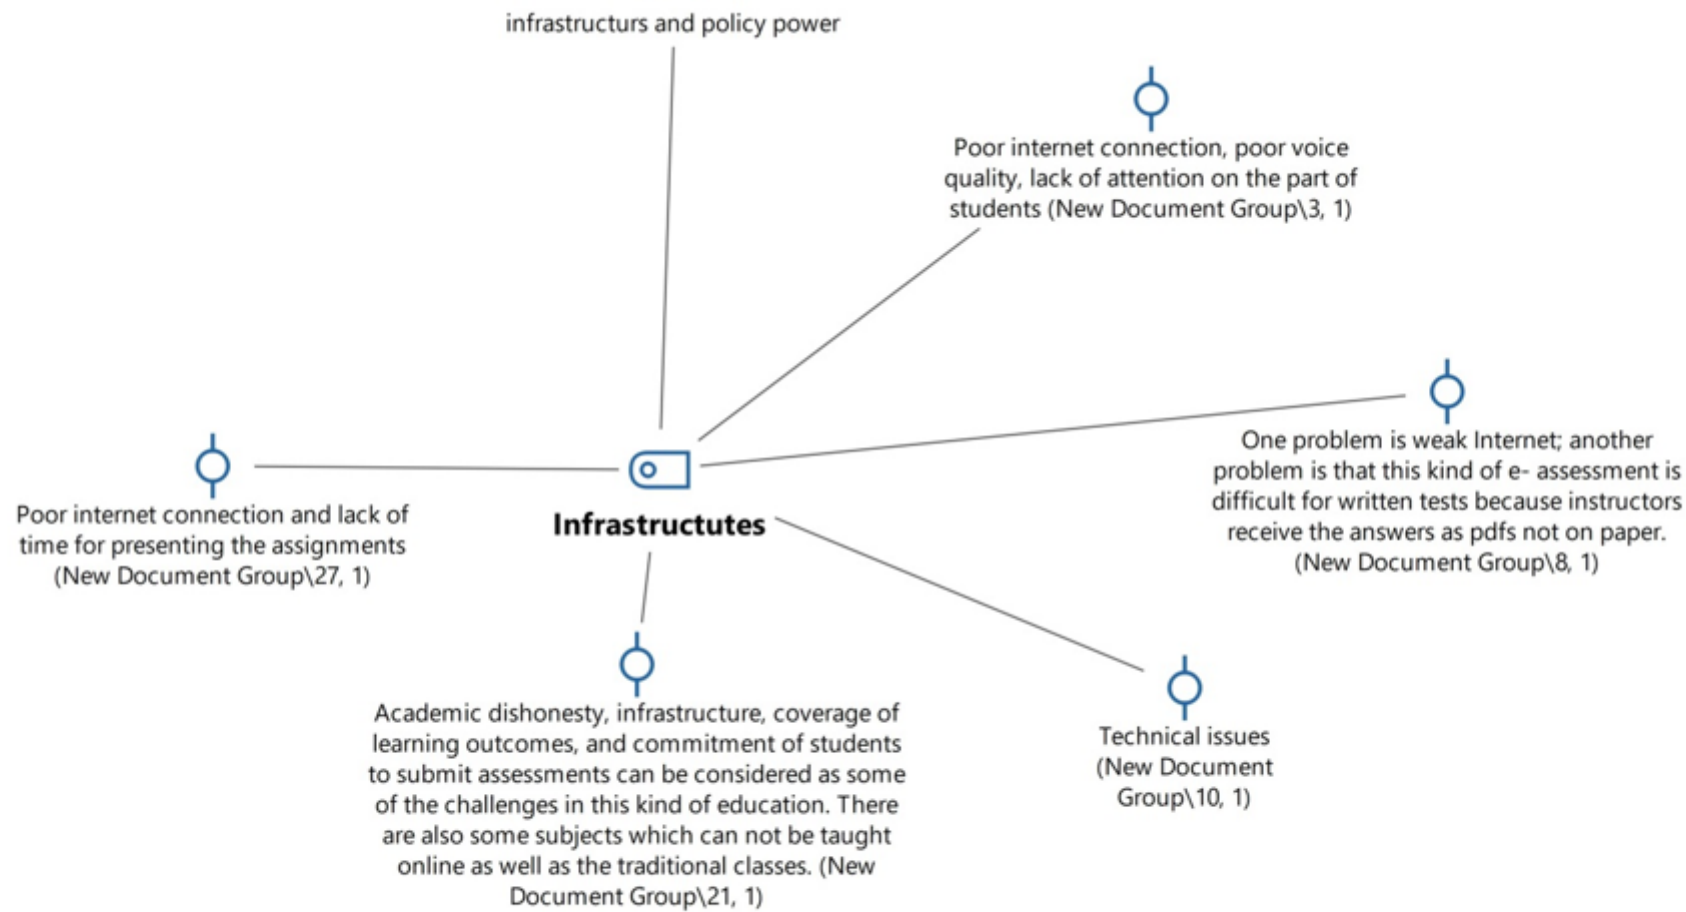 infrastructurs and policy power
Poor internet connection, poor voice
quality, lack of attention on the part of
students (New Document Group\3, 1)
One problem is weak Internet; another
problem is that this kind of e- assessment is
difficult for written tests because instructors
receive the answers as pdfs not on paper.
(New Document Group\8, 1)
Poor internet connection and lack of
time for presenting the assignments
(New Document Group\27, 1)
Infrastructutes
Academic dishonesty, infrastructure, coverage of
learning outcomes, and commitment of students
to submit assessments can be considered as some
of the challenges in this kind of education. There
are also some subjects which can not be taught
online as well as the traditional classes. (New
Document Group\21, 1)
Technical issues
(New Document
Group\10, 1)